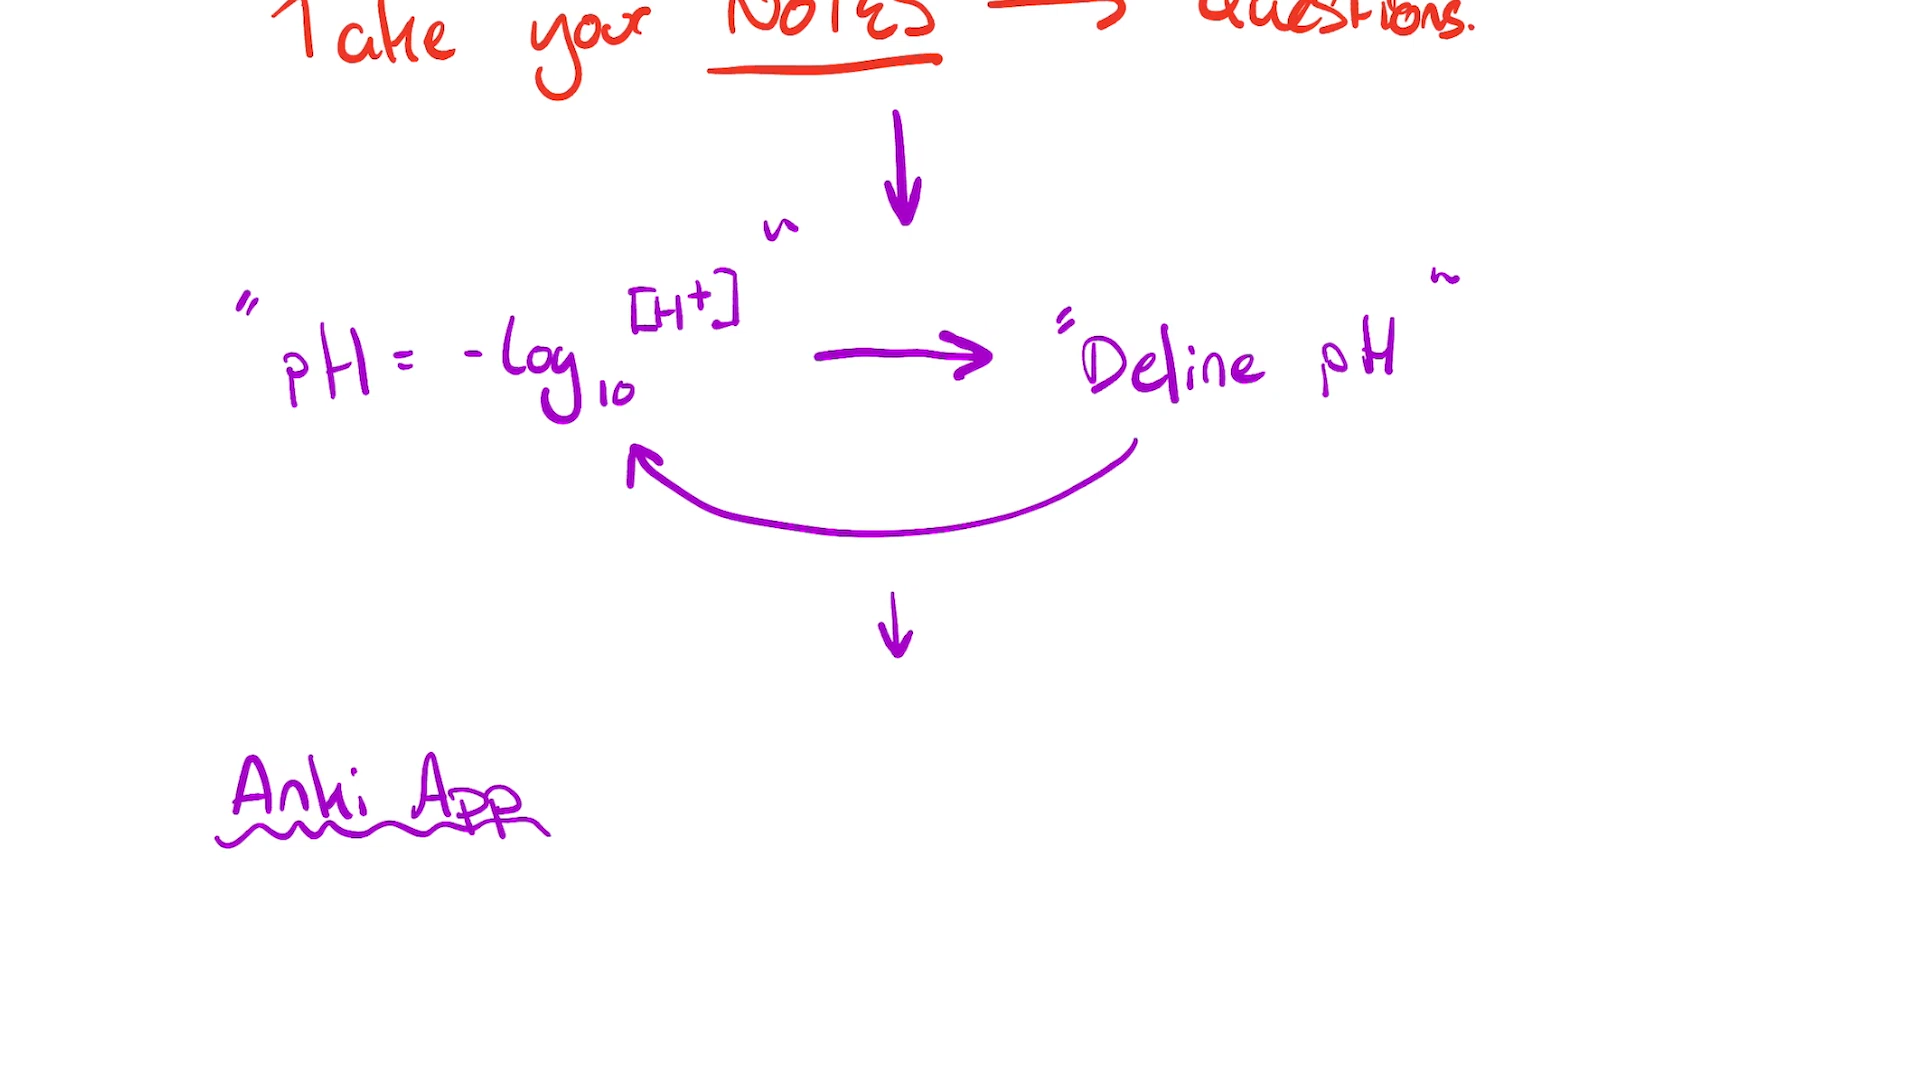 Take your NOTES → Questions.
"pH = -log₁₀[H⁺]" → "Define pH"
Anki App